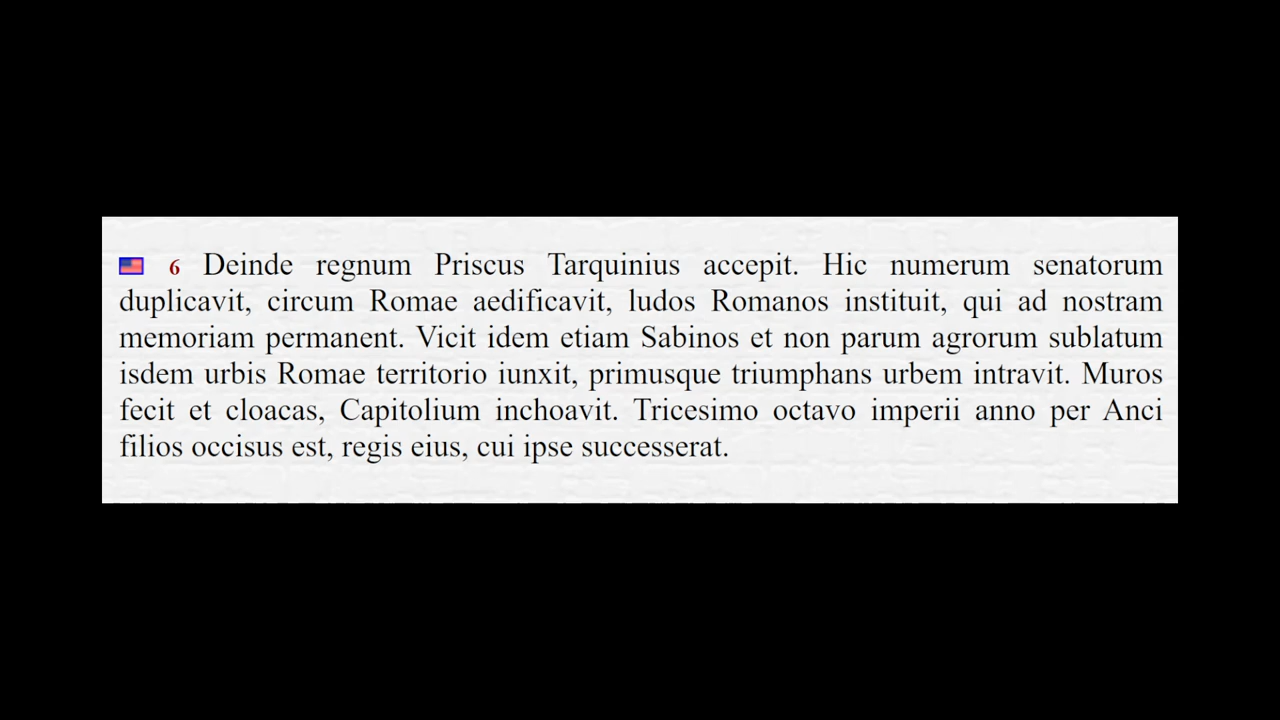 6 Deinde regnum Priscus Tarquinius accepit. Hic numerum senatorum
duplicavit, circum Romae aedificavit, ludos Romanos instituit, qui ad nostram
memoriam permanent. Vicit idem etiam Sabinos et non parum agrorum sublatum
isdem urbis Romae territorio iunxit, primusque triumphans urbem intravit. Muros
fecit et cloacas, Capitolium inchoavit. Tricesimo octavo imperii anno per Anci
filios occisus est, regis eius, cui ipse successerat.